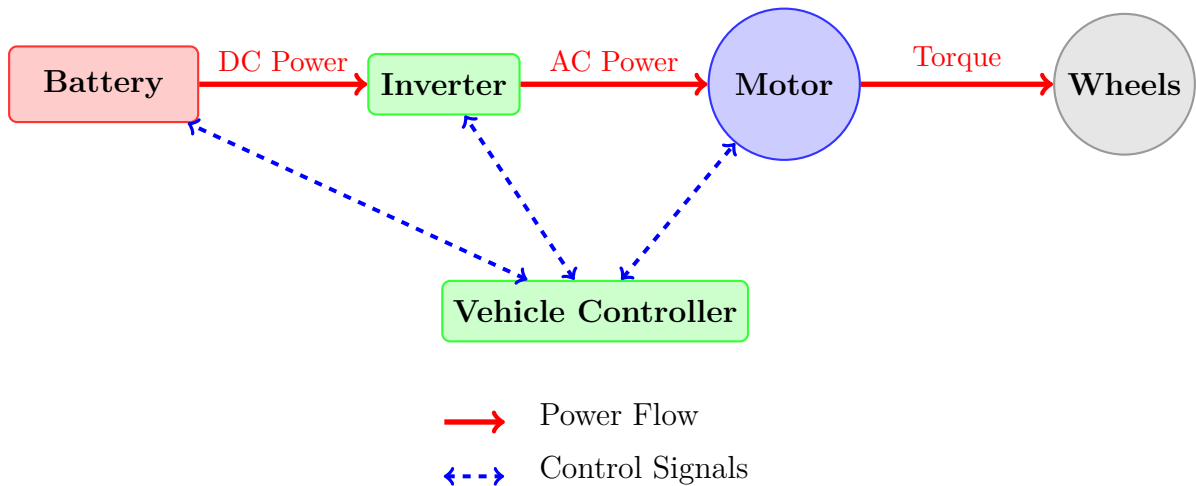 DC Power
AC Power
Torque
Battery
Inverter
Motor
Wheels
Vehicle Controller
Power Flow
Control Signals